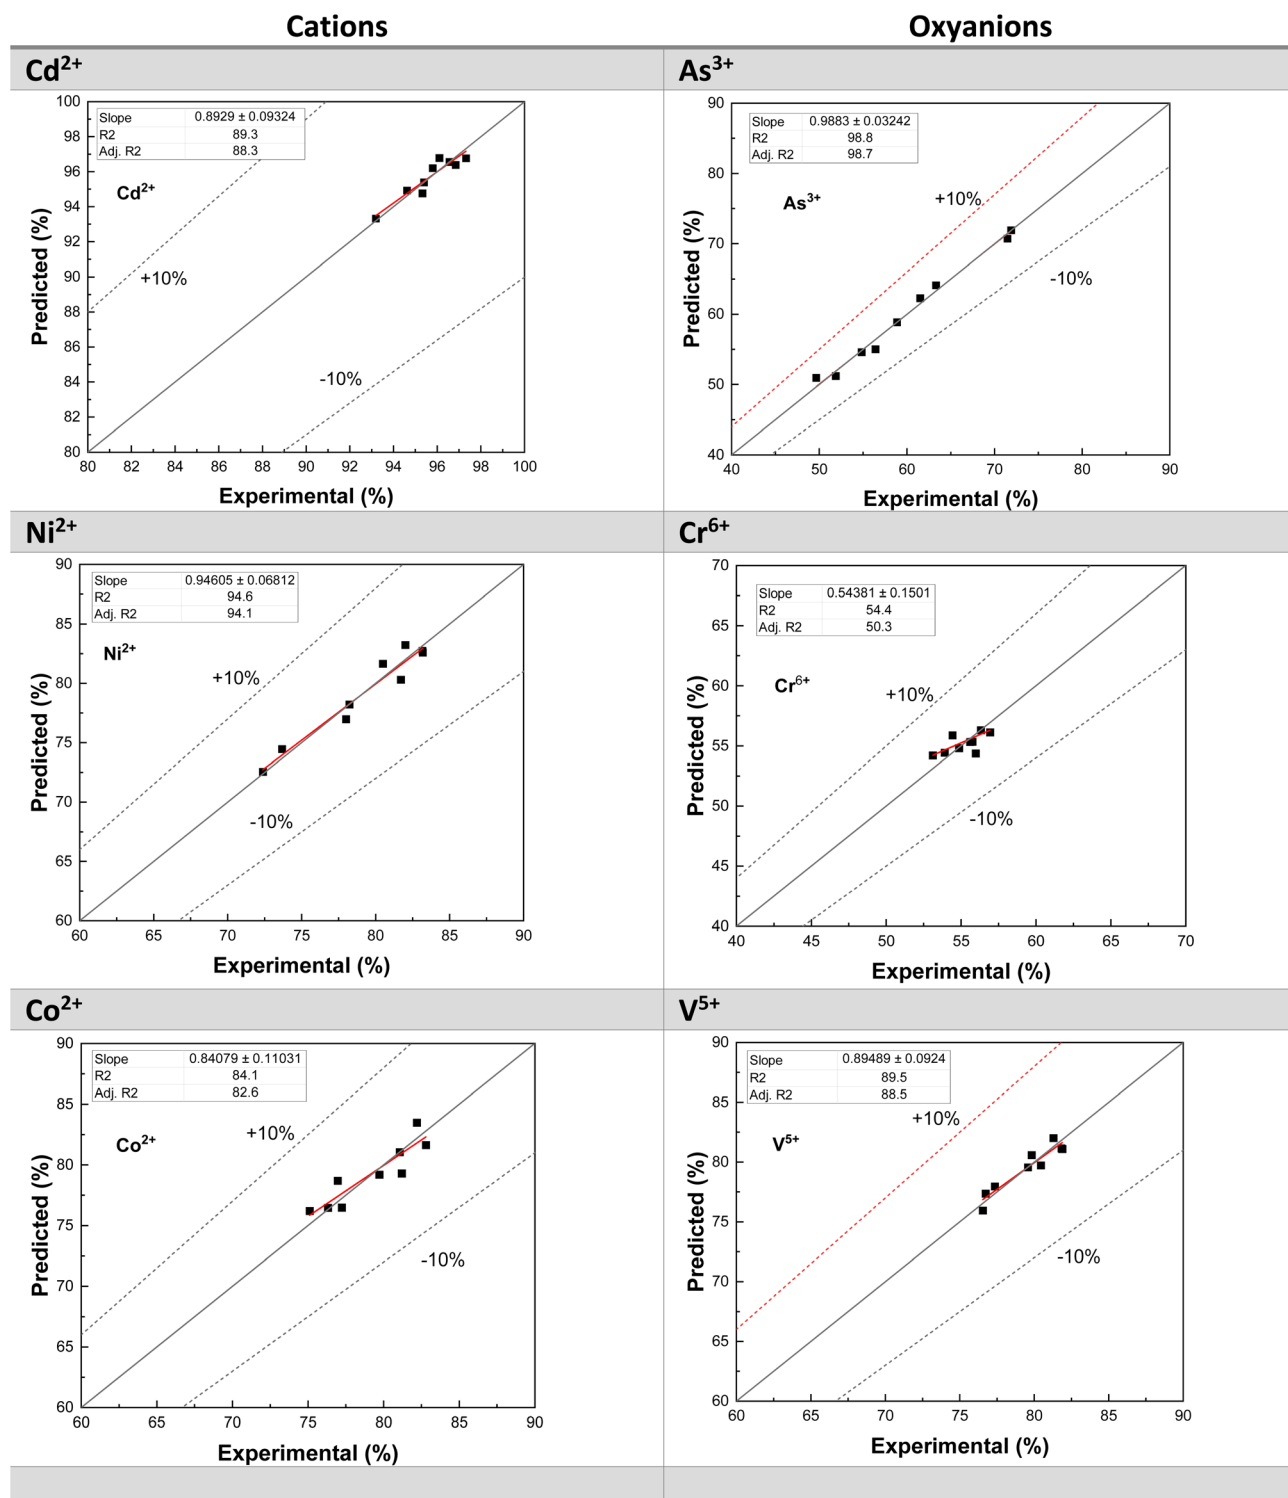 Cations Oxyanions
Cd²⁺ As³⁺
Slope 0.8929 ± 0.09324
R2 89.3
Adj. R2 88.3
Cd²⁺
+10%
-10%
100
98
96
94
92
90
88
86
84
82
80
80 82 84 86 88 90 92 94 96 98 100
Predicted (%)
Experimental (%)
Slope 0.9883 ± 0.03242
R2 98.8
Adj. R2 98.7
As³⁺
+10%
-10%
90
80
70
60
50
40
40 50 60 70 80 90
Predicted (%)
Experimental (%)
Ni²⁺ Cr⁶⁺
Slope 0.94605 ± 0.06812
R2 94.6
Adj. R2 94.1
Ni²⁺
+10%
-10%
90
85
80
75
70
65
60
60 65 70 75 80 85 90
Predicted (%)
Experimental (%)
Slope 0.54381 ± 0.1501
R2 54.4
Adj. R2 50.3
Cr⁶⁺
+10%
-10%
70
65
60
55
50
45
40
40 45 50 55 60 65 70
Predicted (%)
Experimental (%)
Co²⁺ V⁵⁺
Slope 0.84079 ± 0.11031
R2 84.1
Adj. R2 82.6
Co²⁺
+10%
-10%
90
85
80
75
70
65
60
60 65 70 75 80 85 90
Predicted (%)
Experimental (%)
Slope 0.89489 ± 0.0924
R2 89.5
Adj. R2 88.5
V⁵⁺
+10%
-10%
90
85
80
75
70
65
60
60 65 70 75 80 85 90
Predicted (%)
Experimental (%)